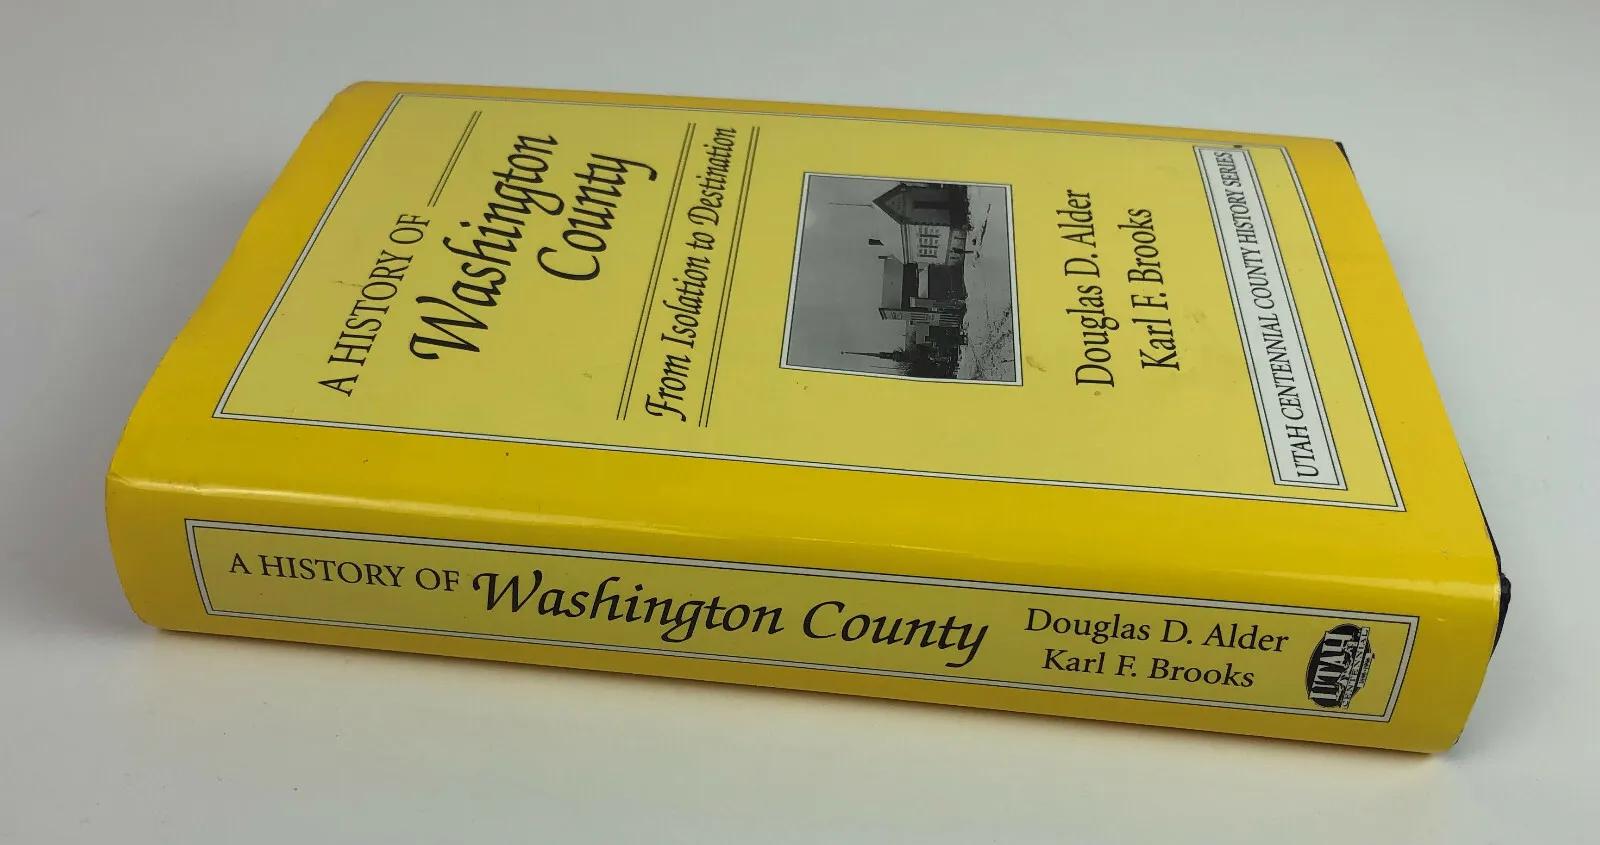 A HISTORY OF
Washington
County
From Isolation to Destination
Douglas D. Alder
Karl F. Brooks
UTAH CENTENNIAL COUNTY HISTORY SERIES
A HISTORY OF Washington County
Douglas D. Alder
Karl F. Brooks
UTAH
CENTENNIAL